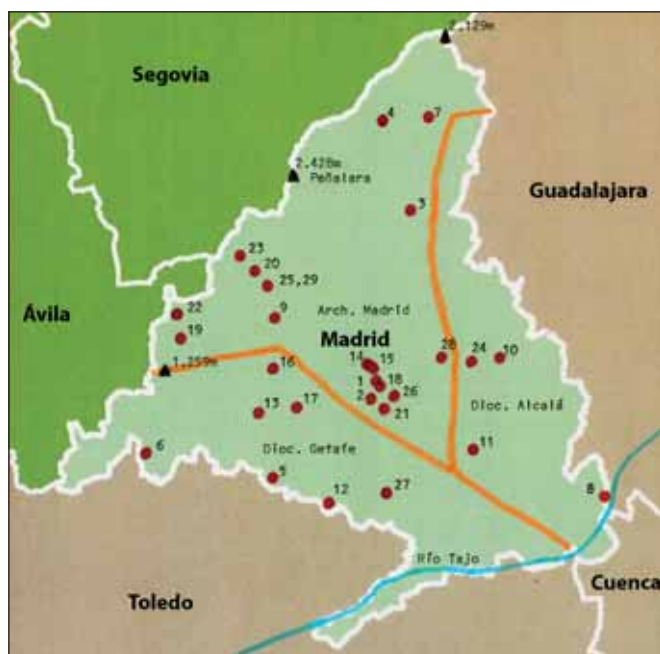 2.129m
Segovia
4
7
2.428m
Peñalara
Guadalajara
3
23
20
25,29
Ávila
22
9
Arch. Madrid
19
Madrid
28
24
10
14
15
1.259m
16
1
18
2
26
13
17
21
Dioc. Alcalá
Dioc. Getafe
6
11
5
12
27
8
Río Tajo
Cuenca
Toledo